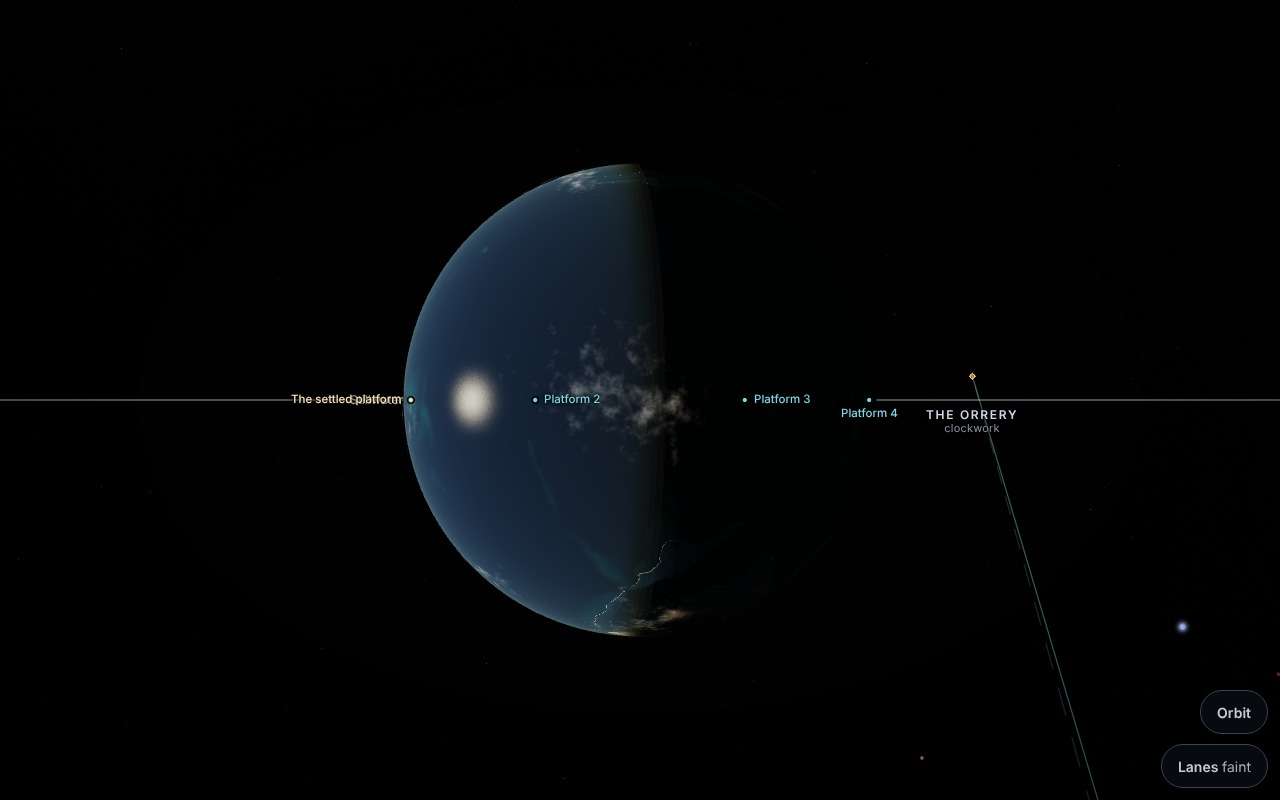 The settled platform
Platform 2
Platform 3
Platform 4
THE ORRERY
clockwork
Orbit
Lanes faint